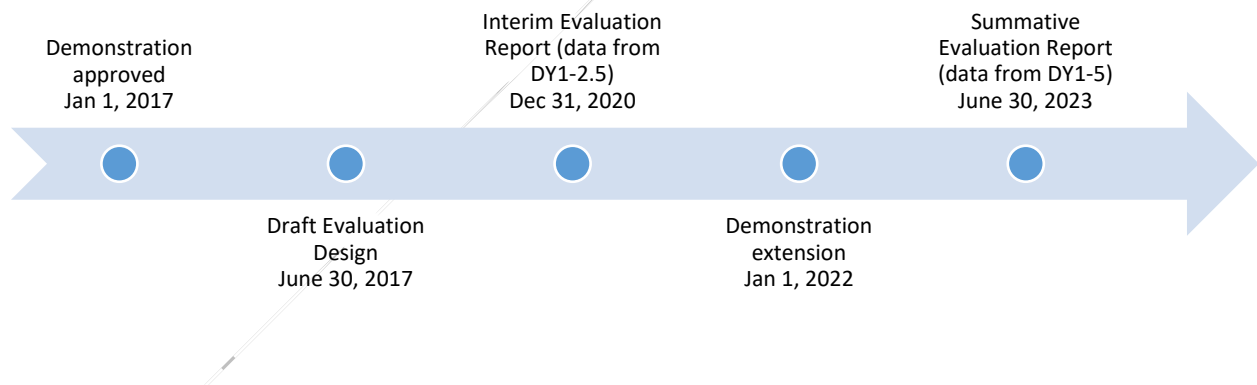 Demonstration
approved
Jan 1, 2017
Draft Evaluation
Design
June 30, 2017
Interim Evaluation
Report (data from
DY1-2.5)
Dec 31, 2020
Demonstration
extension
Jan 1, 2022
Summative
Evaluation Report
(data from DY1-5)
June 30, 2023